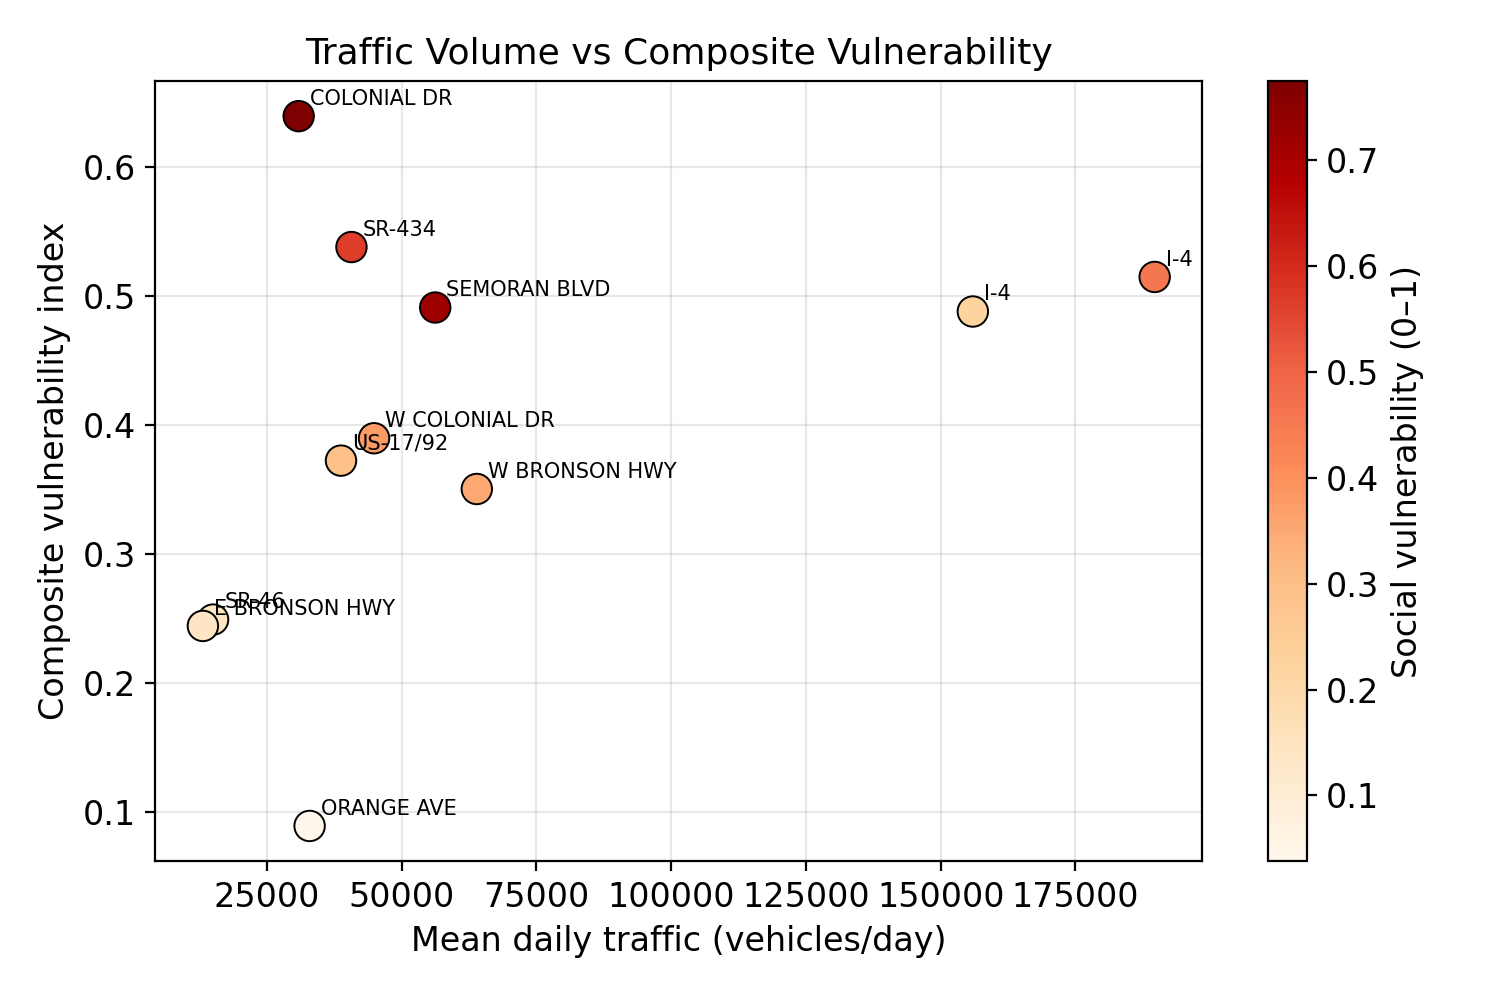 Traffic Volume vs Composite Vulnerability
COLONIAL DR
SR-434
SEMORAN BLVD
I-4
I-4
W COLONIAL DR
US-17/92
W BRONSON HWY
SR-46
E BRONSON HWY
ORANGE AVE
Composite vulnerability index
0.6
0.5
0.4
0.3
0.2
0.1
25000 50000 75000 100000 125000 150000 175000
Mean daily traffic (vehicles/day)
0.7
0.6
0.5
0.4
0.3
0.2
0.1
Social vulnerability (0–1)